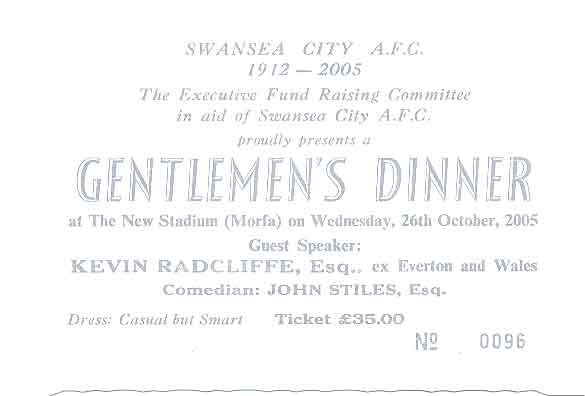 SWANSEA CITY A.F.C.
1912 — 2005
The Executive Fund Raising Committee
in aid of Swansea City A.F.C.
proudly presents a
GENTLEMEN'S DINNER
at The New Stadium (Morfa) on Wednesday, 26th October, 2005
Guest Speaker:
KEVIN RADCLIFFE, Esq., ex Everton and Wales
Comedian: JOHN STILES, Esq.
Dress: Casual but Smart Ticket £35.00
Nº 0096